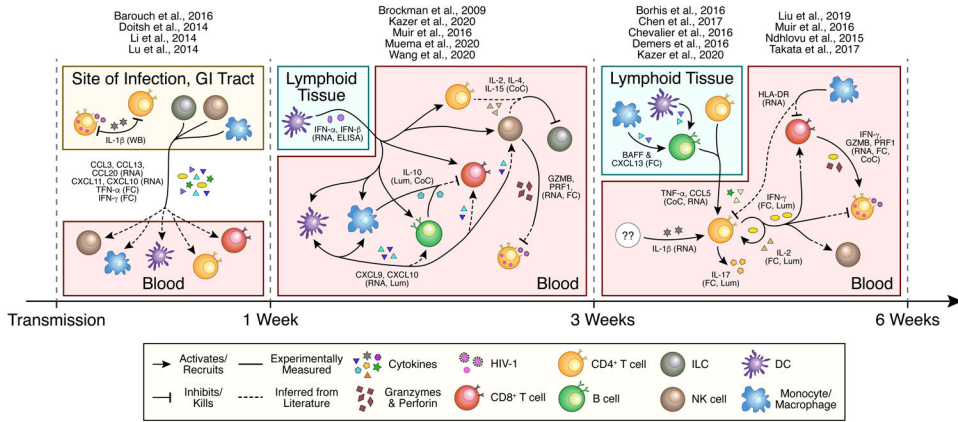 Barouch et al., 2016
Doitsh et al., 2014
Li et al., 2014
Lu et al., 2014
Brockman et al., 2009
Kazer et al., 2020
Muir et al., 2016
Muema et al., 2020
Wang et al., 2020
Borhis et al., 2016
Chen et al., 2017
Chevalier et al., 2016
Demers et al., 2016
Kazer et al., 2020
Liu et al., 2019
Muir et al., 2016
Ndhlovu et al., 2015
Takata et al., 2017
Site of Infection, GI Tract
IL-1β (WB)
CCL3, CCL13,
CCL20 (RNA)
CXCL11, CXCL10 (RNA)
TFN-α (FC)
IFN-γ (FC)
Blood
Lymphoid
Tissue
IFN-α, IFN-β
(RNA, ELISA)
IL-2, IL-4,
IL-15 (CoC)
IL-10
(Lum, CoC)
GZMB,
PRF1,
(RNA, FC)
CXCL9, CXCL10
(RNA, Lum)
Blood
Lymphoid Tissue
BAFF &
CXCL13 (FC)
HLA-DR
(RNA)
IFN-γ,
GZMB, PRF1
(RNA, FC,
CoC)
TNF-α, CCL5
(CoC, RNA)
IFN-γ
(FC, Lum)
??
IL-1β (RNA)
IL-2
(FC, Lum)
IL-17
(FC, Lum)
Blood
Transmission
1 Week
3 Weeks
6 Weeks
Activates/
Recruits
Experimentally
Measured
Cytokines
HIV-1
CD4+ T cell
ILC
DC
Inhibits/
Kills
Inferred from
Literature
Granzymes
& Perforin
CD8+ T cell
B cell
NK cell
Monocyte/
Macrophage